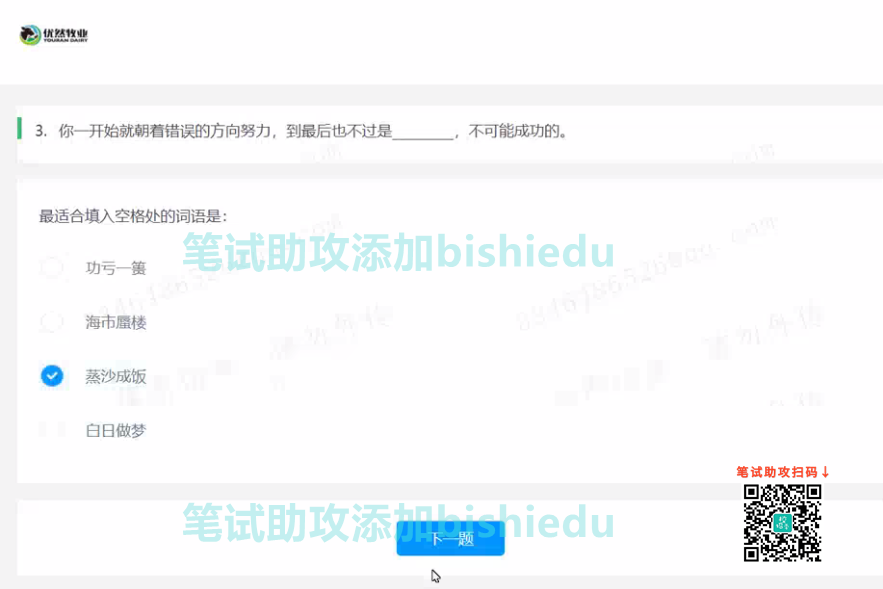 优然牧业
YOURAN DAIRY
3. 你一开始就朝着错误的方向努力，到最后也不过是________，不可能成功的。
最适合填入空格处的词语是：
笔试助攻添加bishiedu
功亏一篑
海市蜃楼
蒸沙成饭
白日做梦
笔试助攻扫码↓
笔试助攻添加bishiedu
下一题